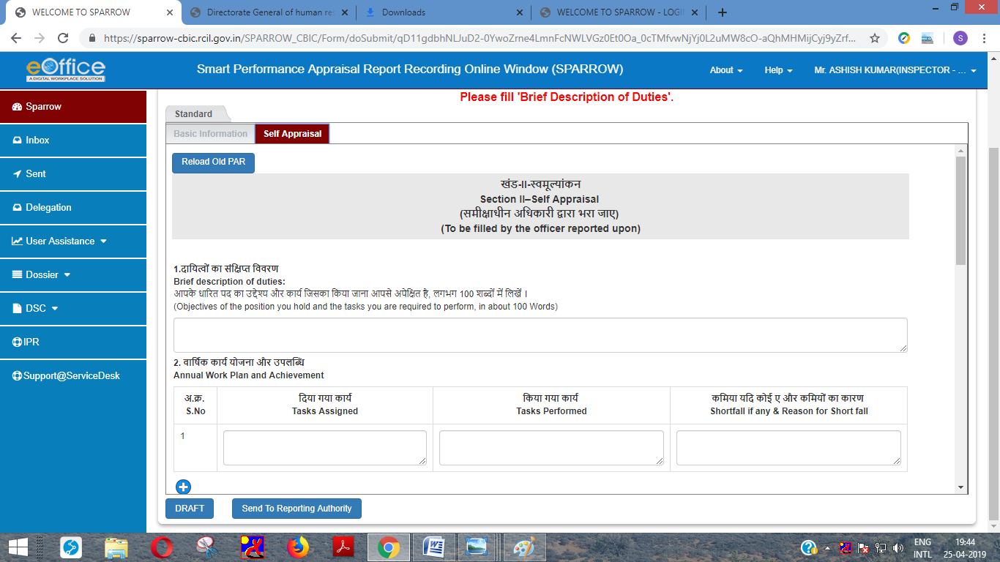 WELCOME TO SPARROW
Directorate General of human res
Downloads
WELCOME TO SPARROW - LOGI
https://sparrow-cbic.rcil.gov.in/SPARROW_CBIC/Form/doSubmit/qD11gdbhNLJuD2-0YwoZrne4LmnFcNWLVGz0Et0Oa_0cTMfvwNjYj0L2uMW8cO-aQhMHMijCyj9yZrf...
S
eOffice
A DIGITAL WORKPLACE SOLUTION
Smart Performance Appraisal Report Recording Online Window (SPARROW)
About
Help
Mr. ASHISH KUMAR(INSPECTOR - ...
Sparrow
Inbox
Sent
Delegation
User Assistance
Dossier
DSC
IPR
Support@ServiceDesk
Please fill 'Brief Description of Duties'.
Standard
Basic Information
Self Appraisal
Reload Old PAR
खंड-II-स्वमूल्यांकन
Section II–Self Appraisal
(समीक्षाधीन अधिकारी द्वारा भरा जाए)
(To be filled by the officer reported upon)
1.दायित्वों का संक्षिप्त विवरण
Brief description of duties:
आपके धारित पद का उद्देश्य और कार्य जिसका किया जाना आपसे अपेक्षित है, लगभग 100 शब्दों में लिखें ।
(Objectives of the position you hold and the tasks you are required to perform, in about 100 Words)
2. वार्षिक कार्य योजना और उपलब्धि
Annual Work Plan and Achievement
अ.क्र.
S.No
दिया गया कार्य
Tasks Assigned
किया गया कार्य
Tasks Performed
कमिया यदि कोई ए और कमियों का कारण
Shortfall if any & Reason for Short fall
1
DRAFT
Send To Reporting Authority
ENG
INTL
19:44
25-04-2019